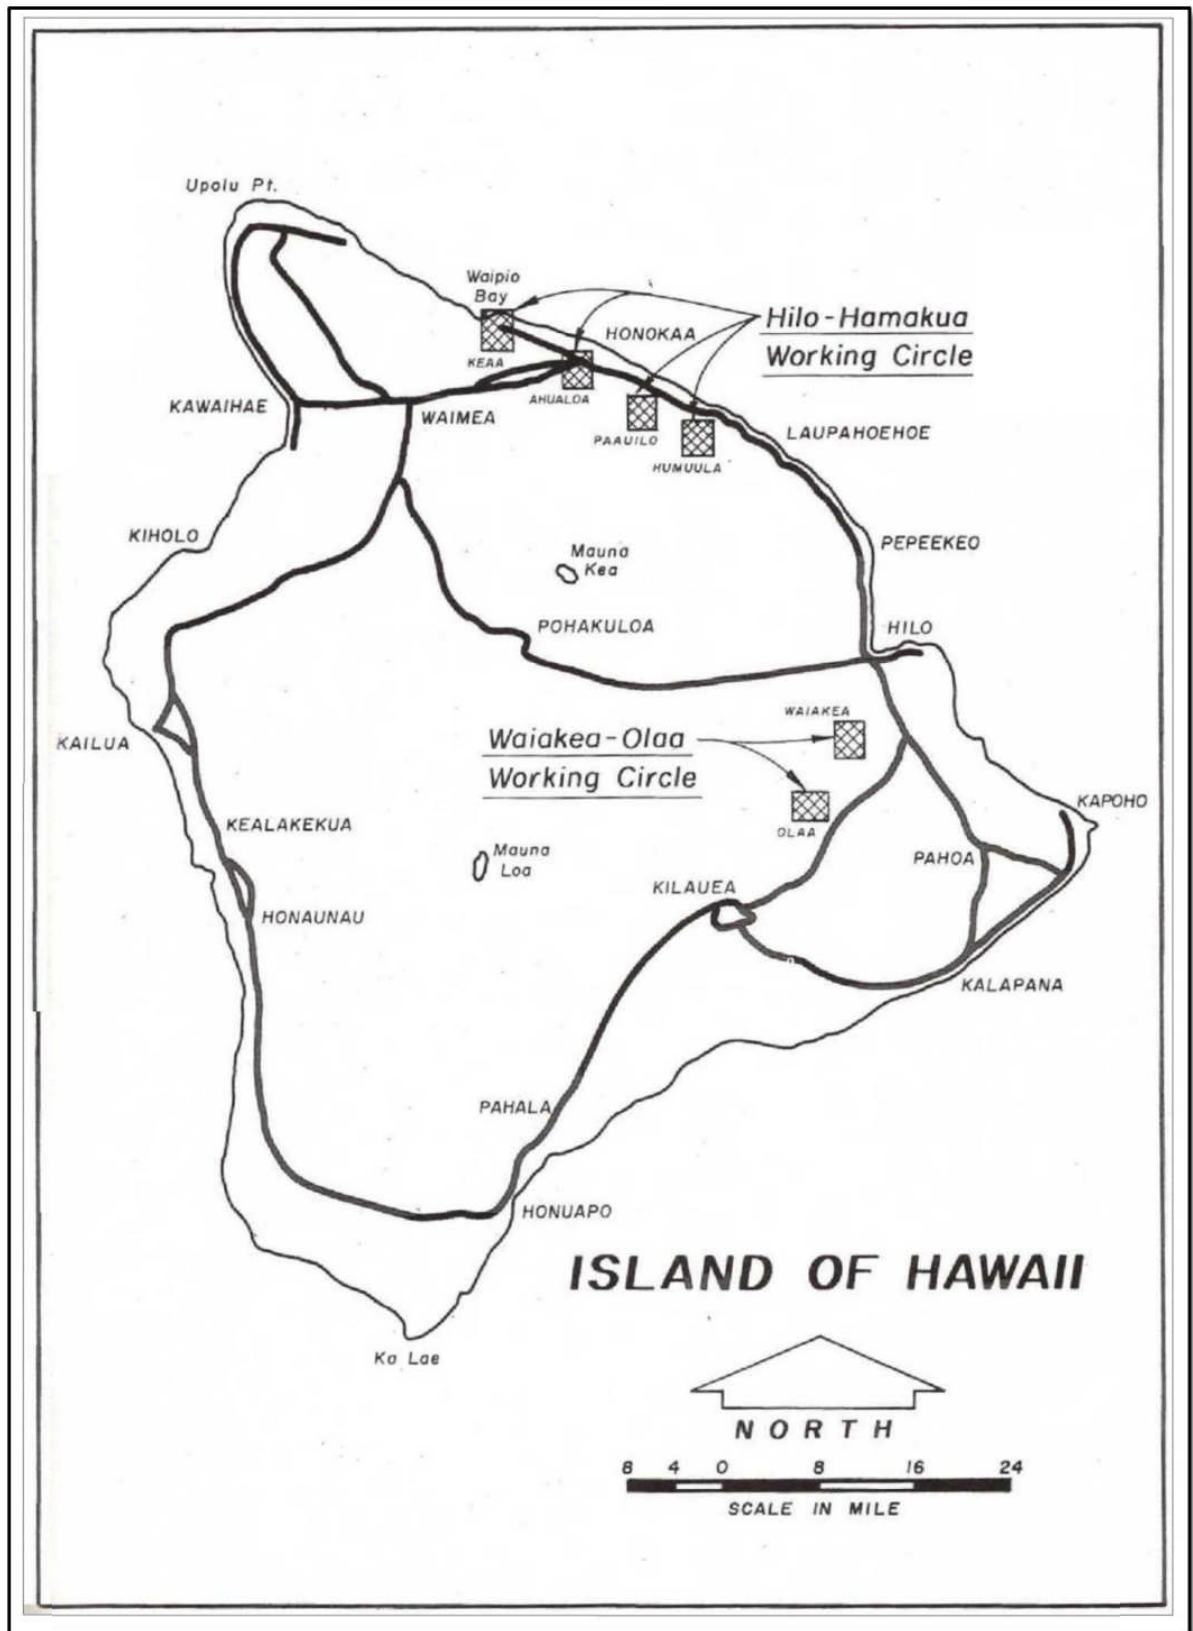 Upolu Pt.
Waipio
Bay
Hilo-Hamakua
Working Circle
HONOKAA
KEAA
AHUALOA
KAWAIHAE
WAIMEA
PAAUILO
HUMUULA
LAUPAHOEHOE
KIHOLO
PEPEEKEO
Mauna
Kea
POHAKULOA
HILO
WAIAKEA
Waiakea-Olaa
Working Circle
KAILUA
OLAA
KAPOHO
KEALAKEKUA
Mauna
Loa
PAHOA
KILAUEA
HONAUNAU
KALAPANA
PAHALA
HONUAPO
ISLAND OF HAWAII
Ka Lae
NORTH
8 4 0 8 16 24
SCALE IN MILE